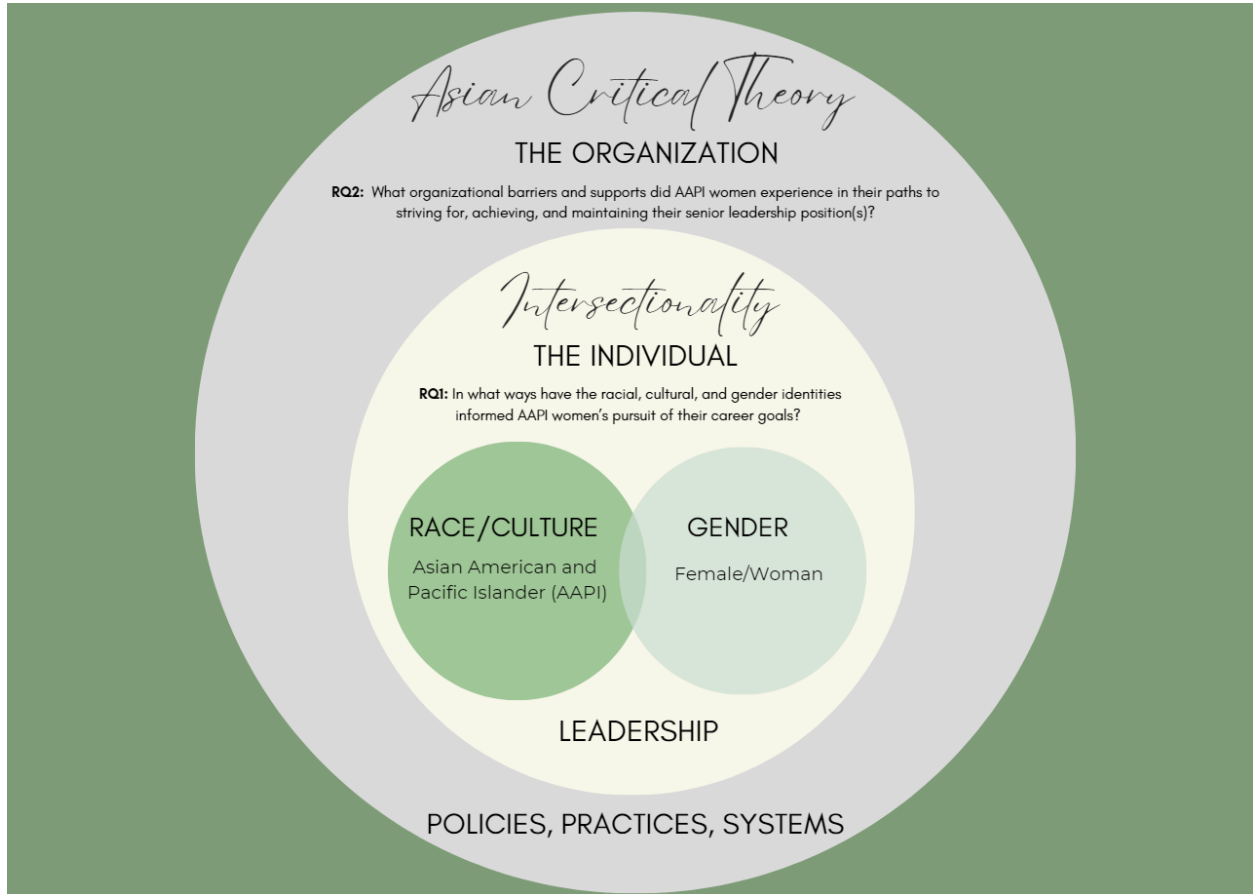 Asian Critical Theory
THE ORGANIZATION
RQ2: What organizational barriers and supports did AAPI women experience in their paths to
striving for, achieving, and maintaining their senior leadership position(s)?
Intersectionality
THE INDIVIDUAL
RQ1: In what ways have the racial, cultural, and gender identities
informed AAPI women's pursuit of their career goals?
RACE/CULTURE
Asian American and
Pacific Islander (AAPI)
GENDER
Female/Woman
LEADERSHIP
POLICIES, PRACTICES, SYSTEMS